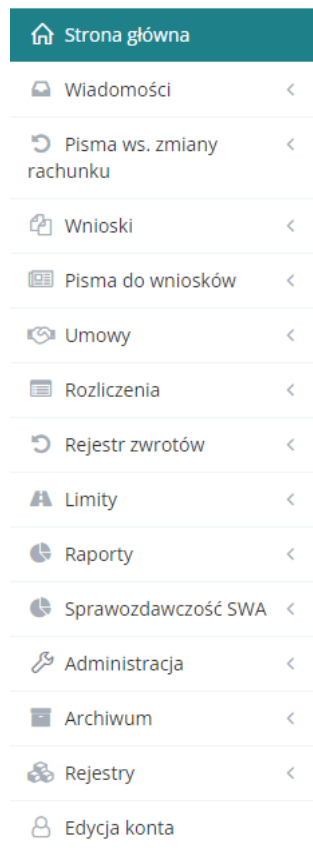 Strona główna
Wiadomości
Pisma ws. zmiany
rachunku
Wnioski
Pisma do wniosków
Umowy
Rozliczenia
Rejestr zwrotów
Limity
Raporty
Sprawozdawczość SWA
Administracja
Archiwum
Rejestry
Edycja konta